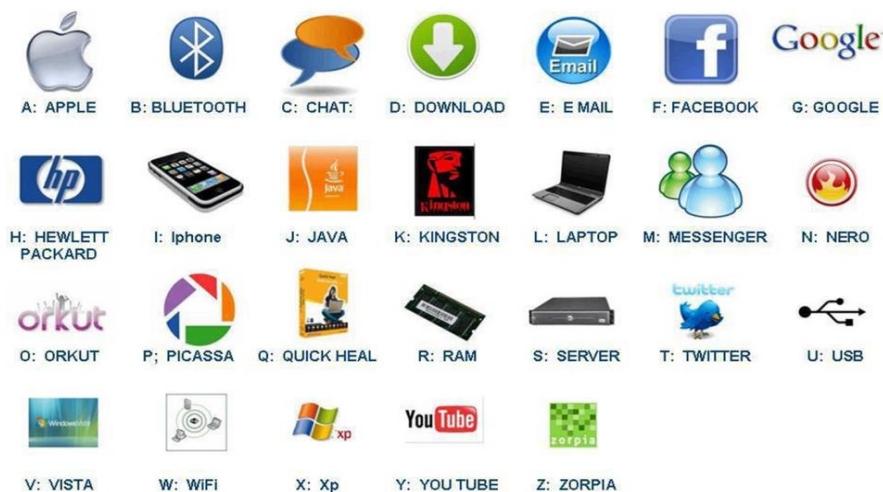 Email
Google
A: APPLE
B: BLUETOOTH
C: CHAT:
D: DOWNLOAD
E: E MAIL
F: FACEBOOK
G: GOOGLE
hp
Java
Kingston
H: HEWLETT
PACKARD
I: Iphone
J: JAVA
K: KINGSTON
L: LAPTOP
M: MESSENGER
N: NERO
orkut
twitter
O: ORKUT
P; PICASSA
Q: QUICK HEAL
R: RAM
S: SERVER
T: TWITTER
U: USB
WindowsVista
xp
YouTube
zorpia
V: VISTA
W: WiFi
X: Xp
Y: YOU TUBE
Z: ZORPIA